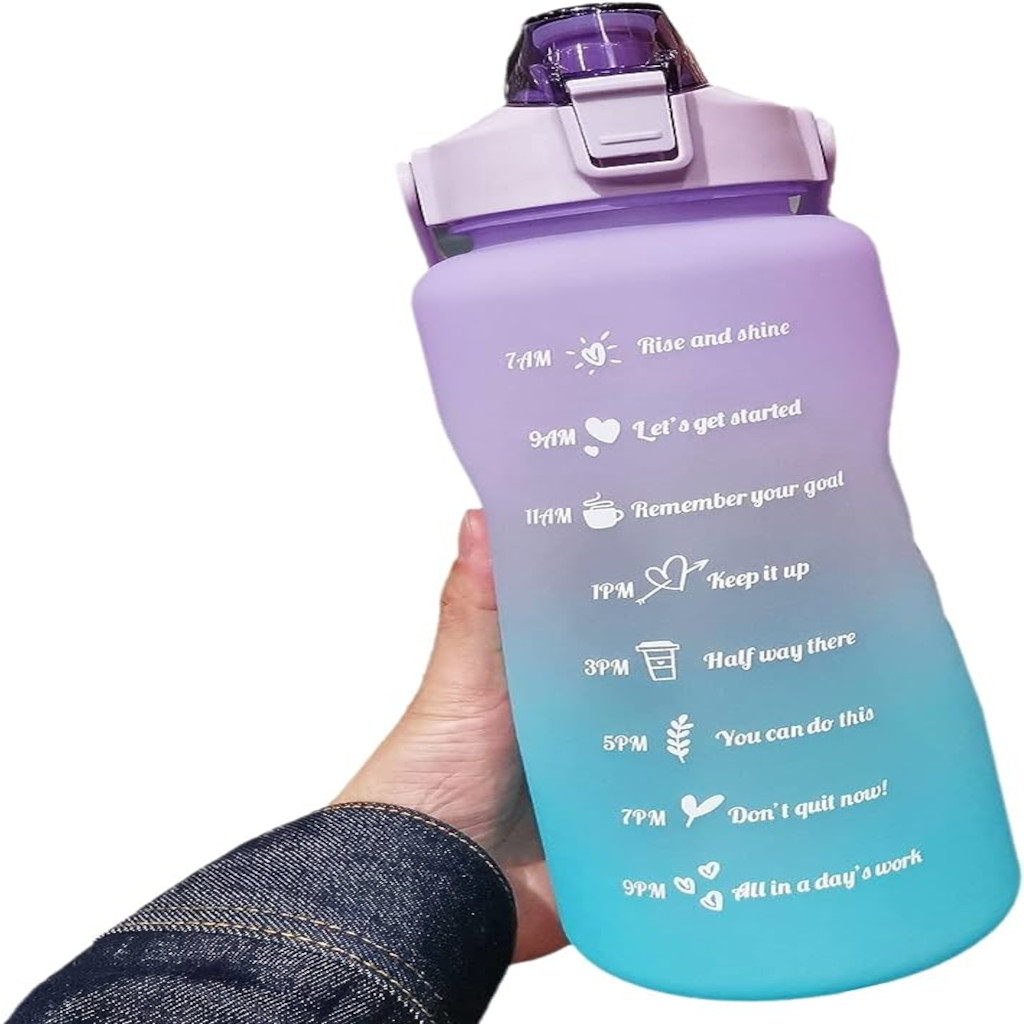 7AM Rise and shine
9AM Let's get started
11AM Remember your goal
1PM Keep it up
3PM Half way there
5PM You can do this
7PM Don't quit now!
9PM All in a day's work